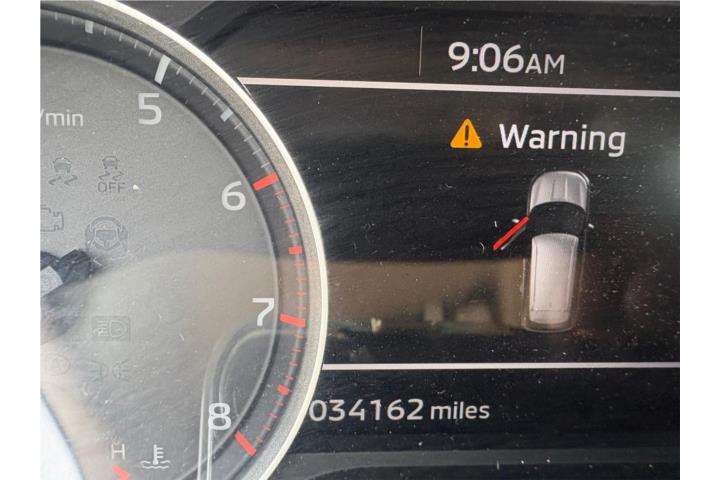 9:06AM
/min
5
Warning
OFF
6
7
034162 miles
8
H